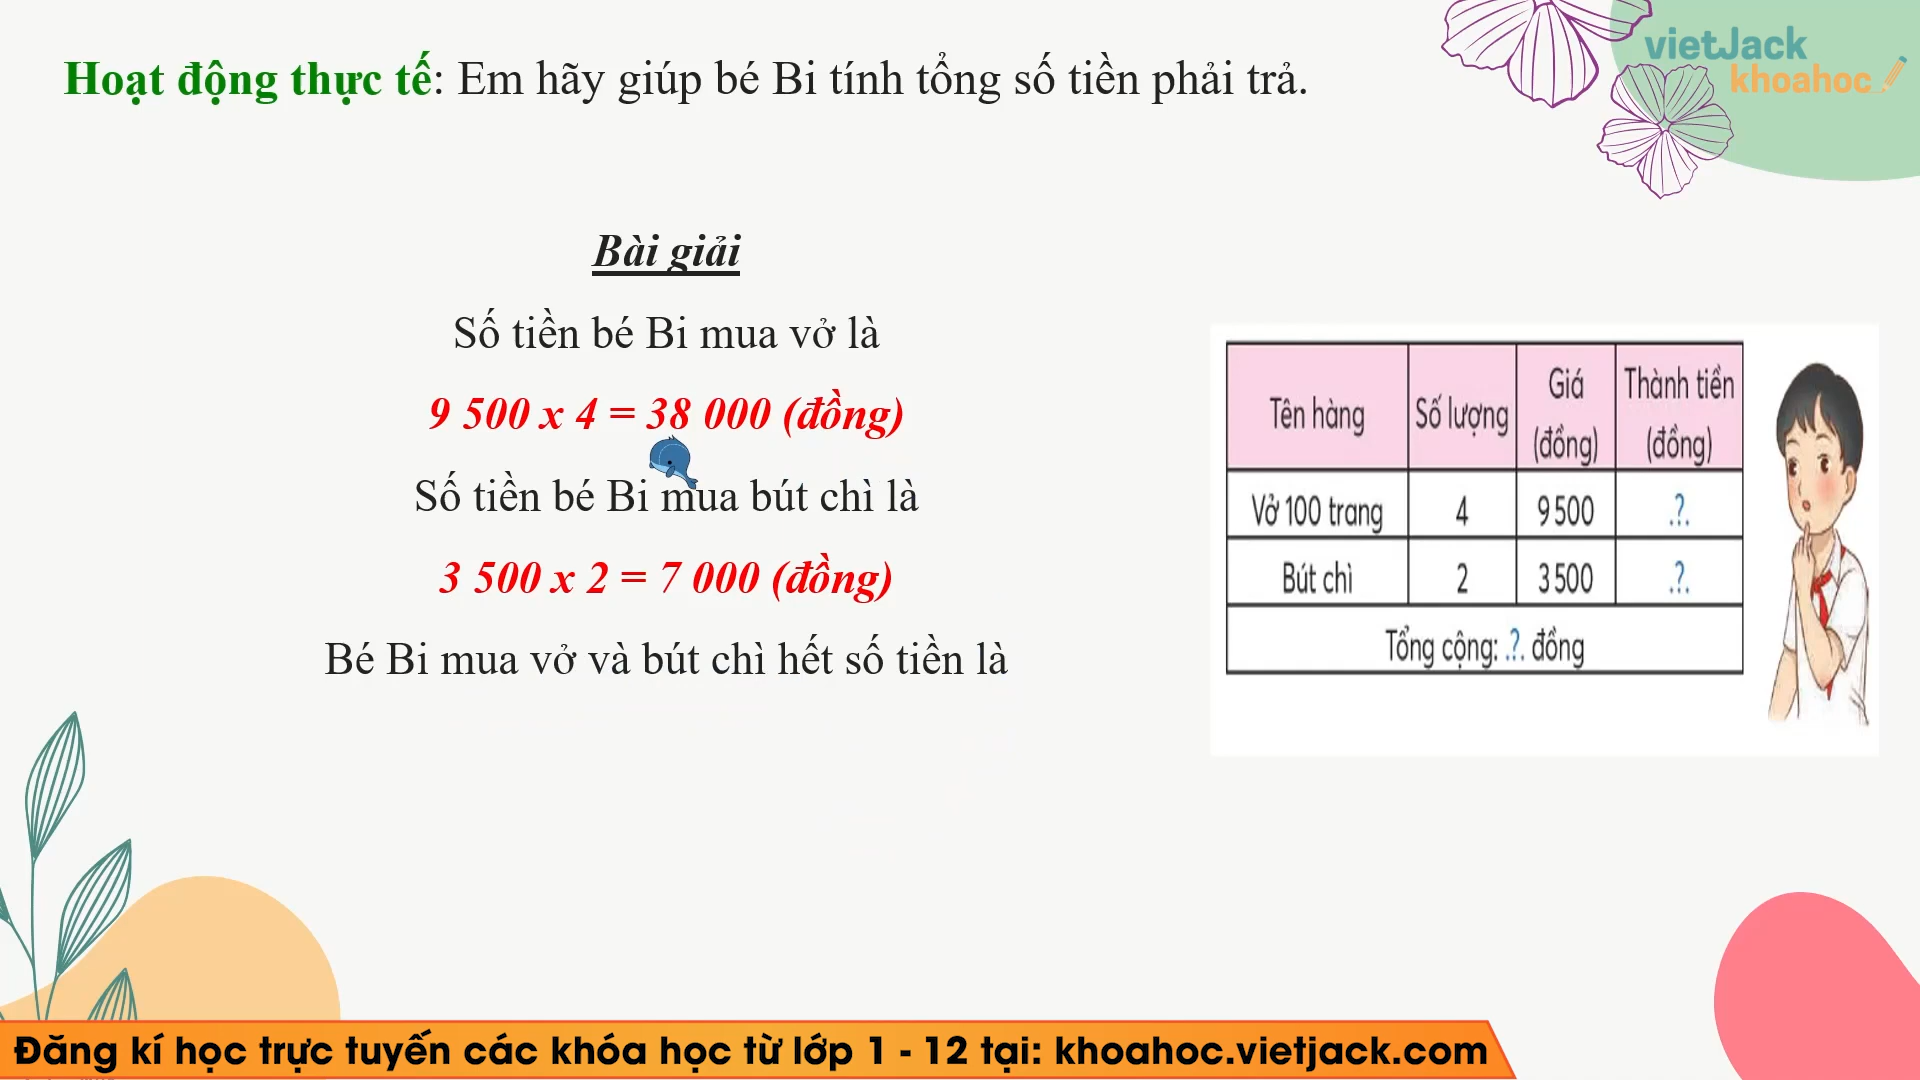 vietJack
khoahoc
Hoạt động thực tế: Em hãy giúp bé Bi tính tổng số tiền phải trả.
Bài giải
Số tiền bé Bi mua vở là
9 500 x 4 = 38 000 (đồng)
Số tiền bé Bi mua bút chì là
3 500 x 2 = 7 000 (đồng)
Bé Bi mua vở và bút chì hết số tiền là
Tên hàng Số lượng Giá (đồng) Thành tiền (đồng)
Vở 100 trang 4 9 500 .?.
Bút chì 2 3 500 .?.
Tổng cộng: .?. đồng
Đăng kí học trực tuyến các khóa học từ lớp 1 - 12 tại: khoahoc.vietjack.com